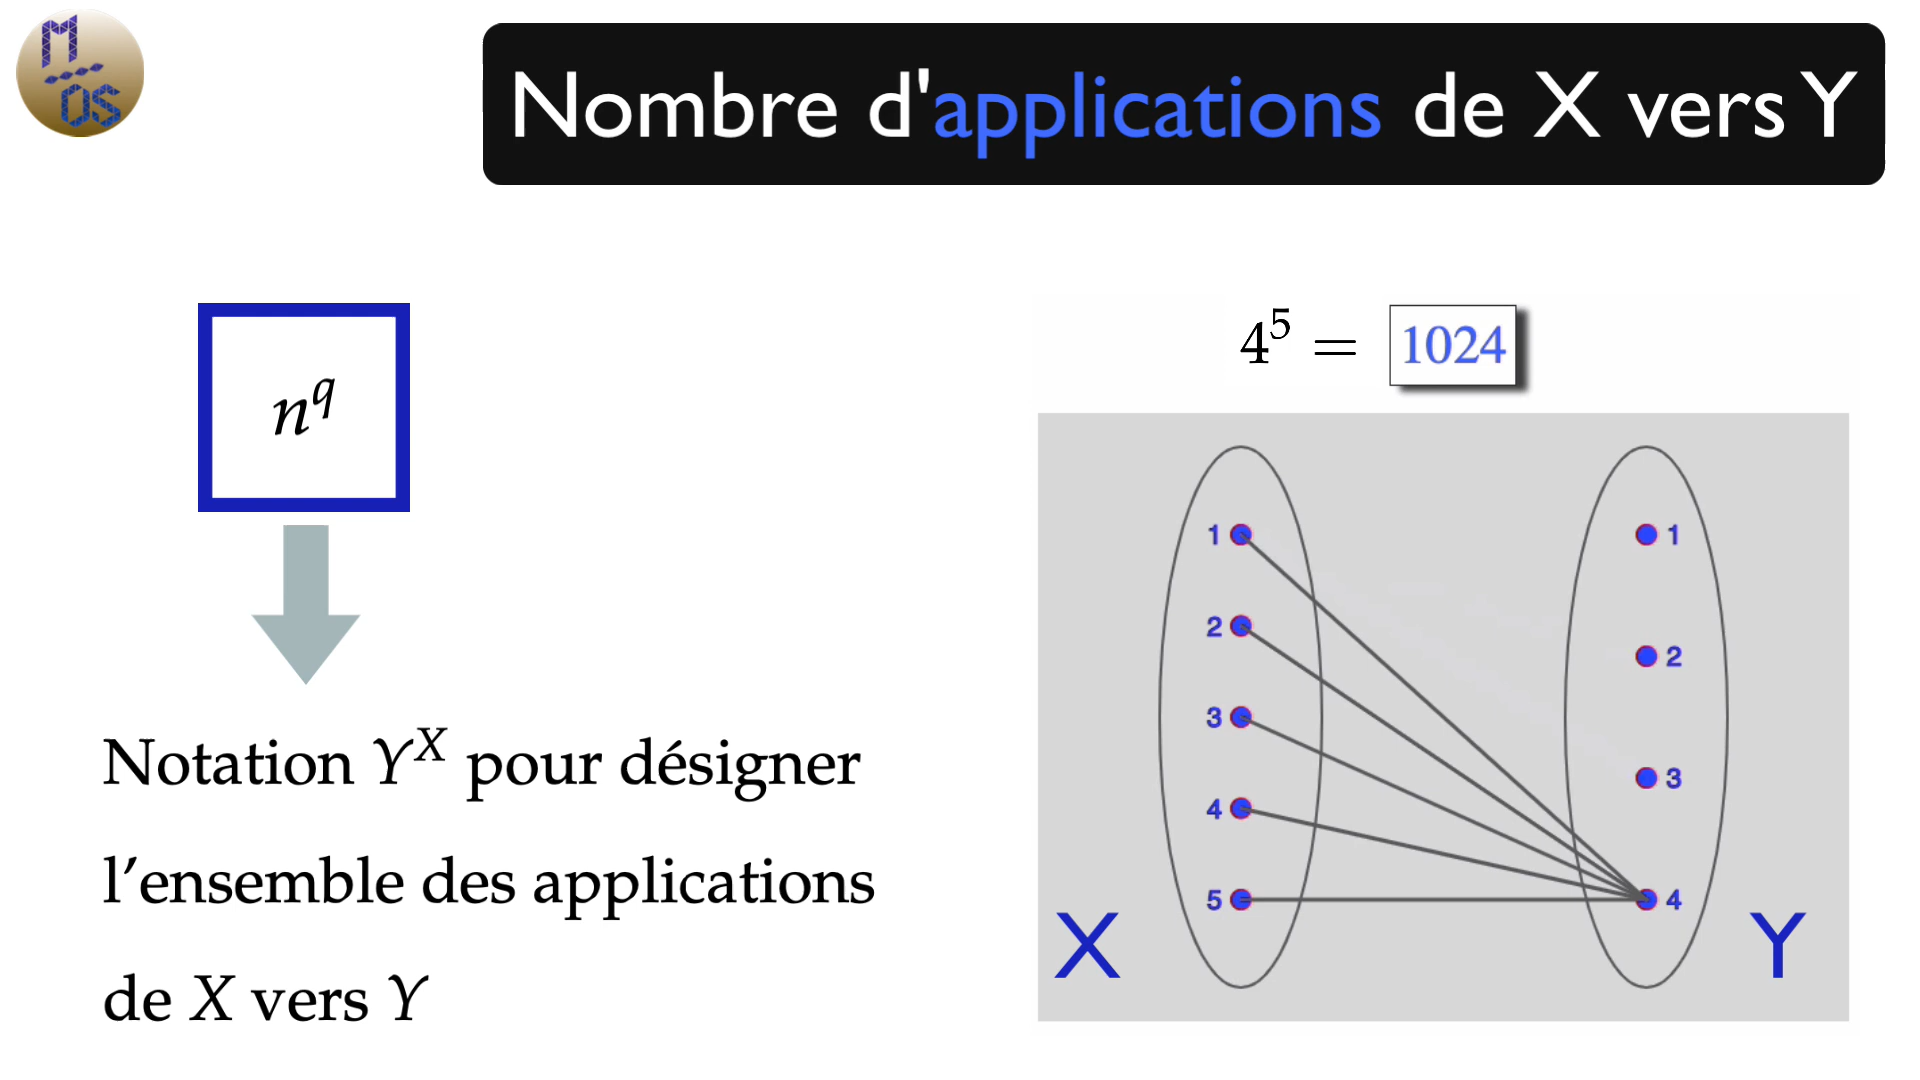 M
OS
Nombre d'applications de X vers Y
n^q
4^5 = 1024
Notation Y^X pour désigner
l’ensemble des applications
de X vers Y
1
2
3
4
5
X
1
2
3
4
Y